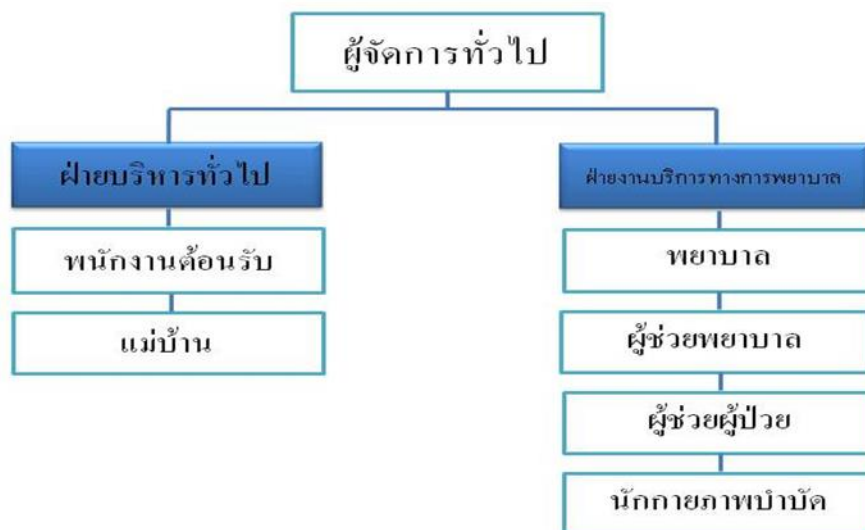 ผู้จัดการทั่วไป
ฝ่ายบริหารทั่วไป
พนักงานต้อนรับ
แม่บ้าน
ฝ่ายงานบริการทางการพยาบาล
พยาบาล
ผู้ช่วยพยาบาล
ผู้ช่วยผู้ป่วย
นักกายภาพบำบัด